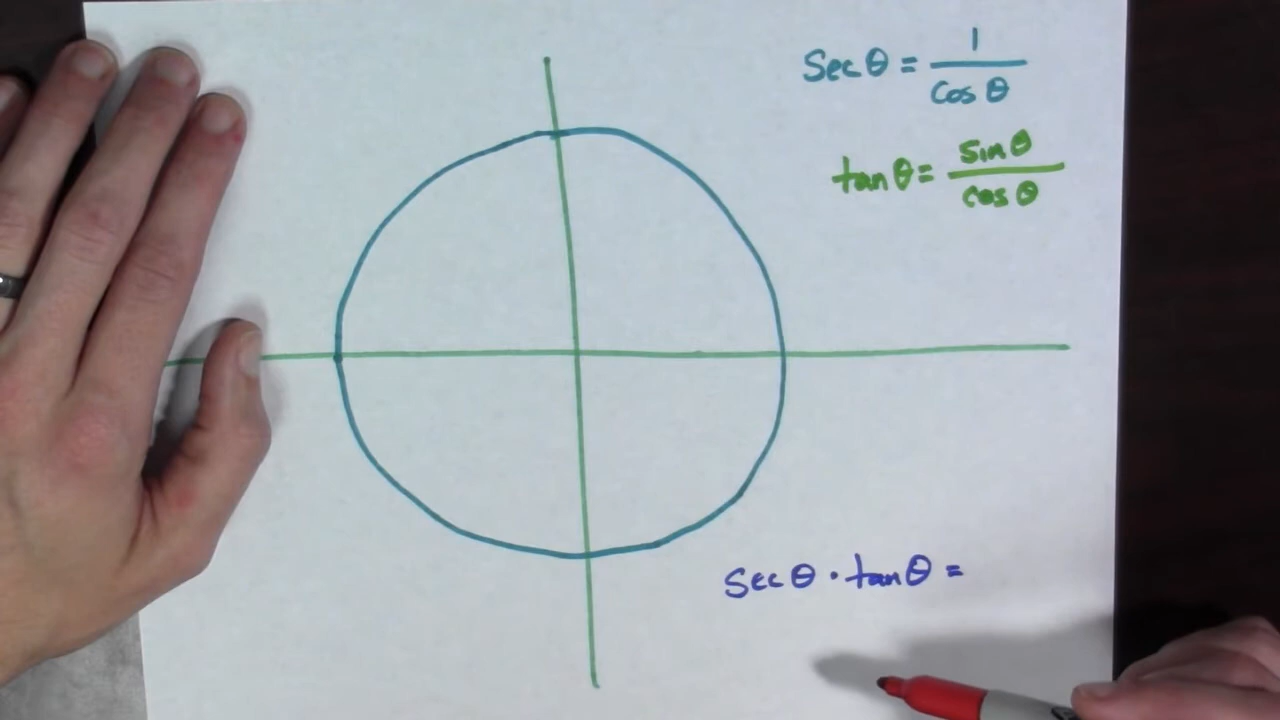 Sec θ = 1/cos θ
tan θ = sin θ/cos θ
sec θ · tan θ =